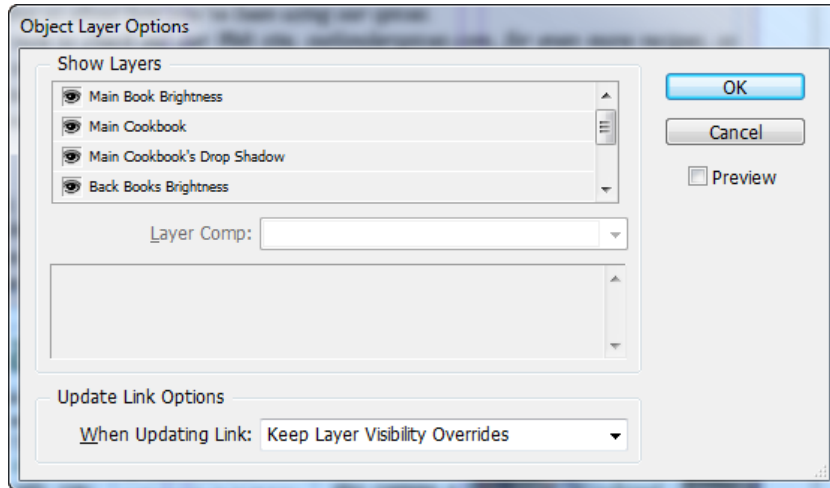 Object Layer Options
Show Layers
Main Book Brightness
Main Cookbook
Main Cookbook's Drop Shadow
Back Books Brightness
Layer Comp:
OK
Cancel
Preview
Update Link Options
When Updating Link: Keep Layer Visibility Overrides